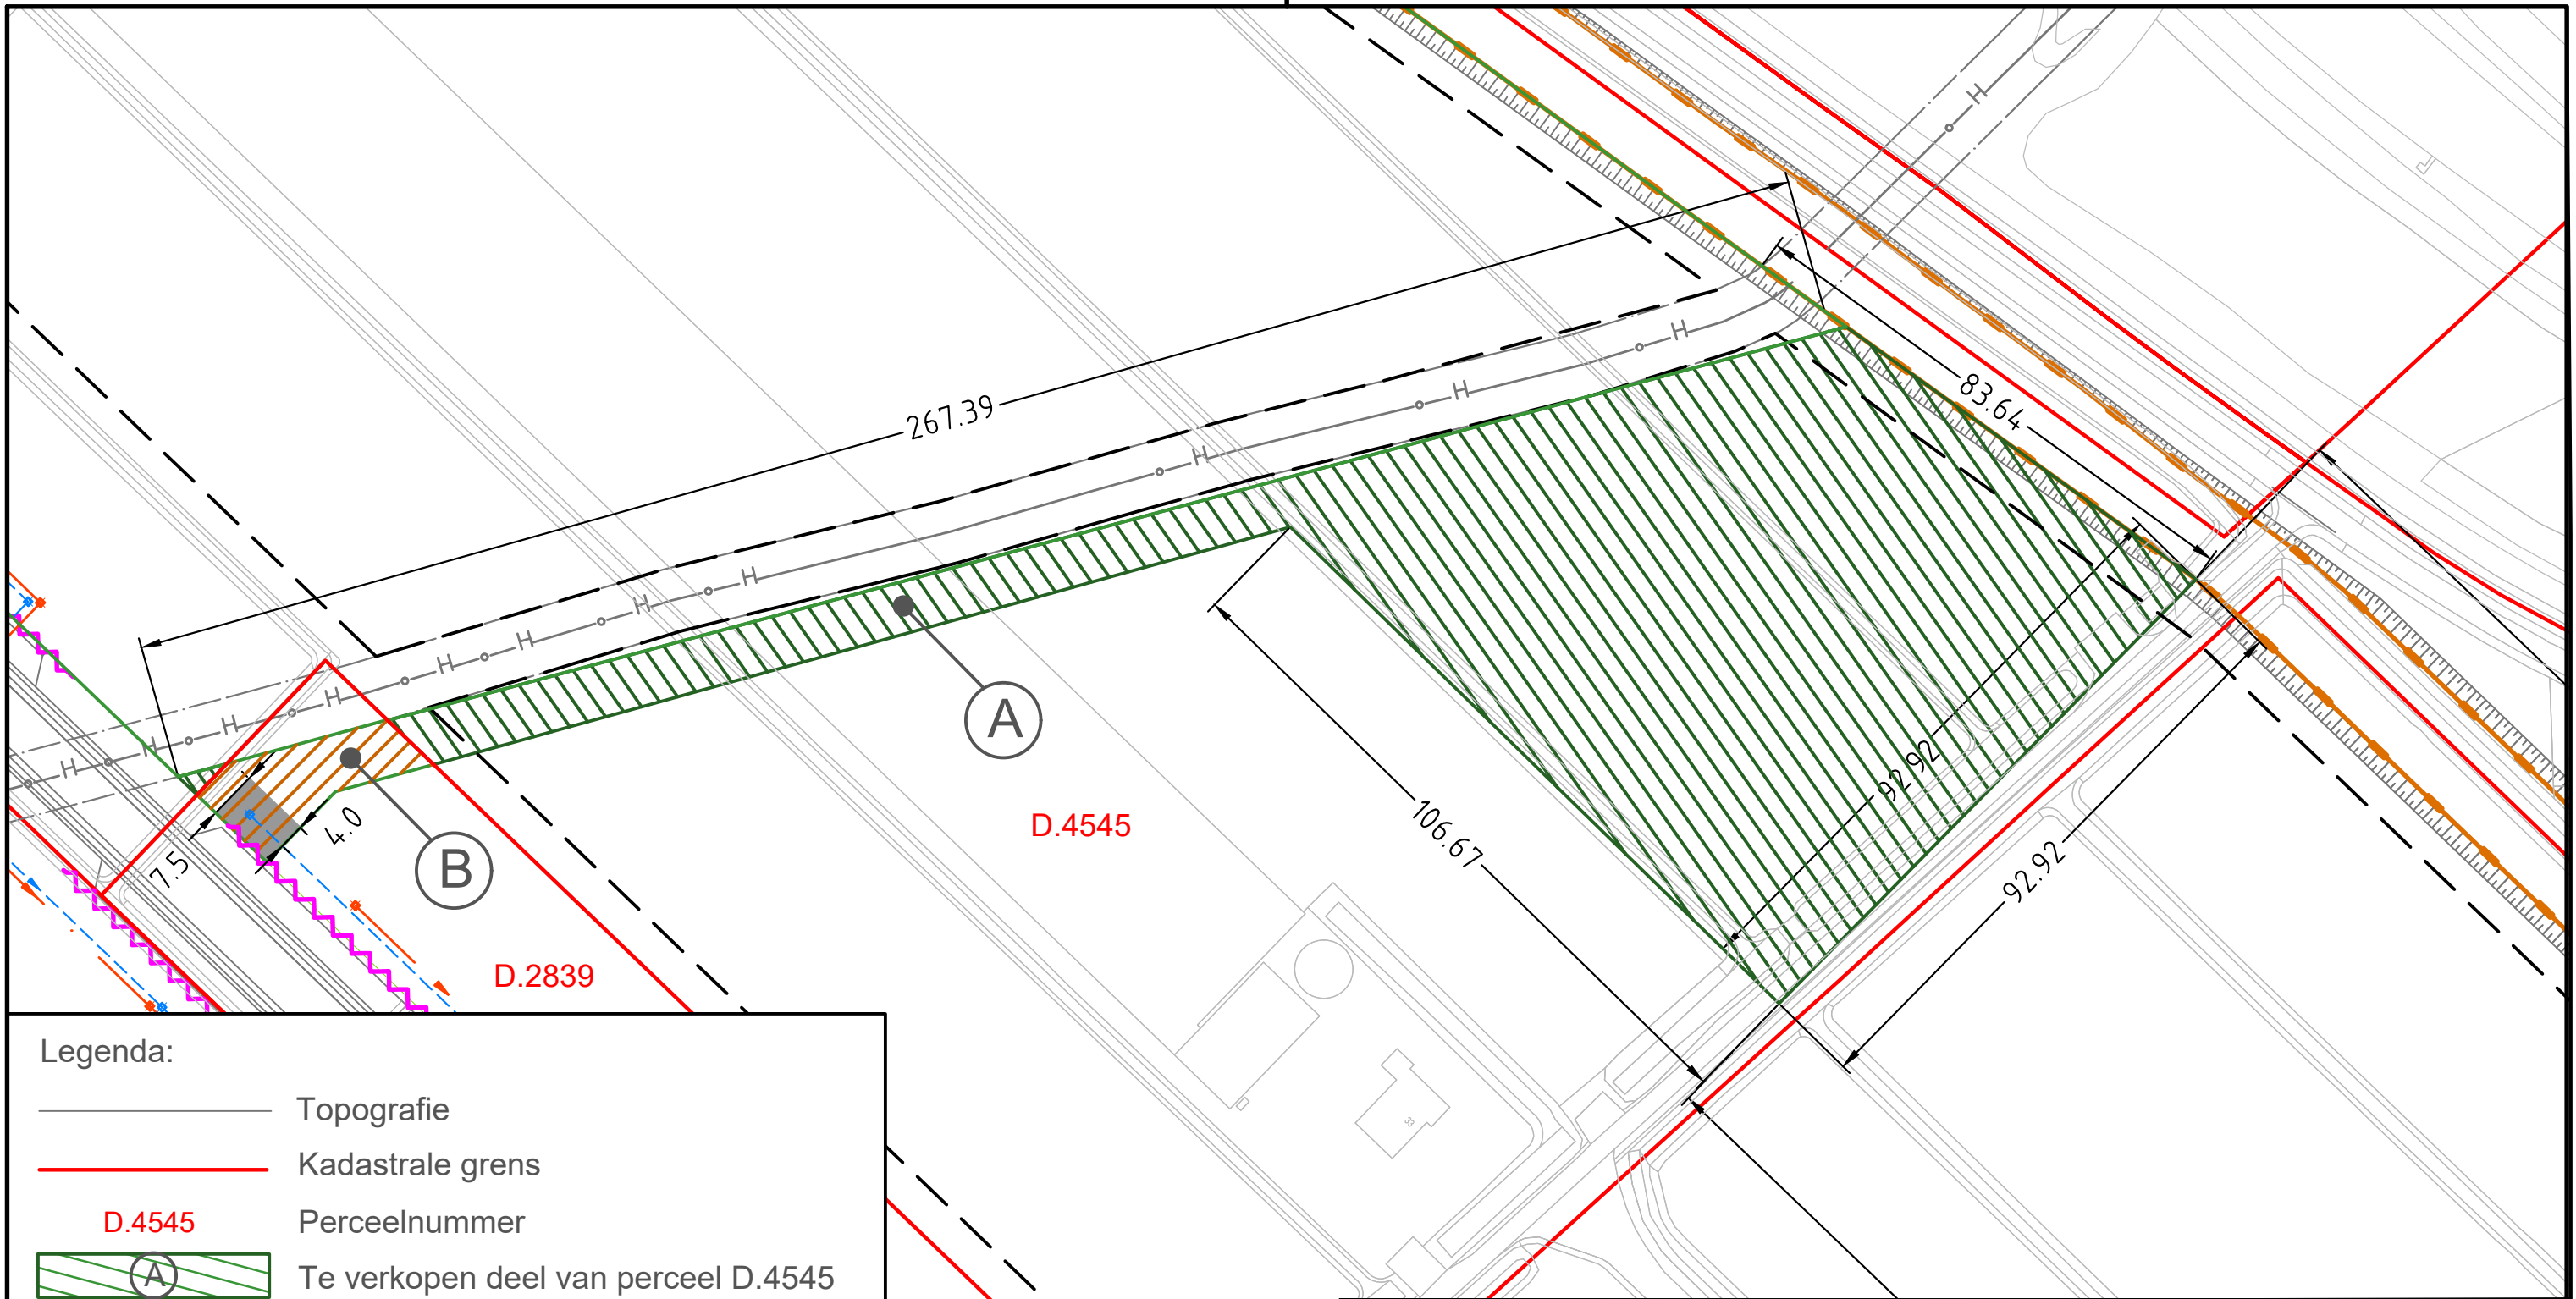 H
267.39
H
83.64
H
H
H
H
H
H
H
H
H
H
A
D.4545
92.92
106.67
92.92
4.0
7.5
B
D.2839
33
Legenda:
Topografie
Kadastrale grens
D.4545 Perceelnummer
A Te verkopen deel van perceel D.4545